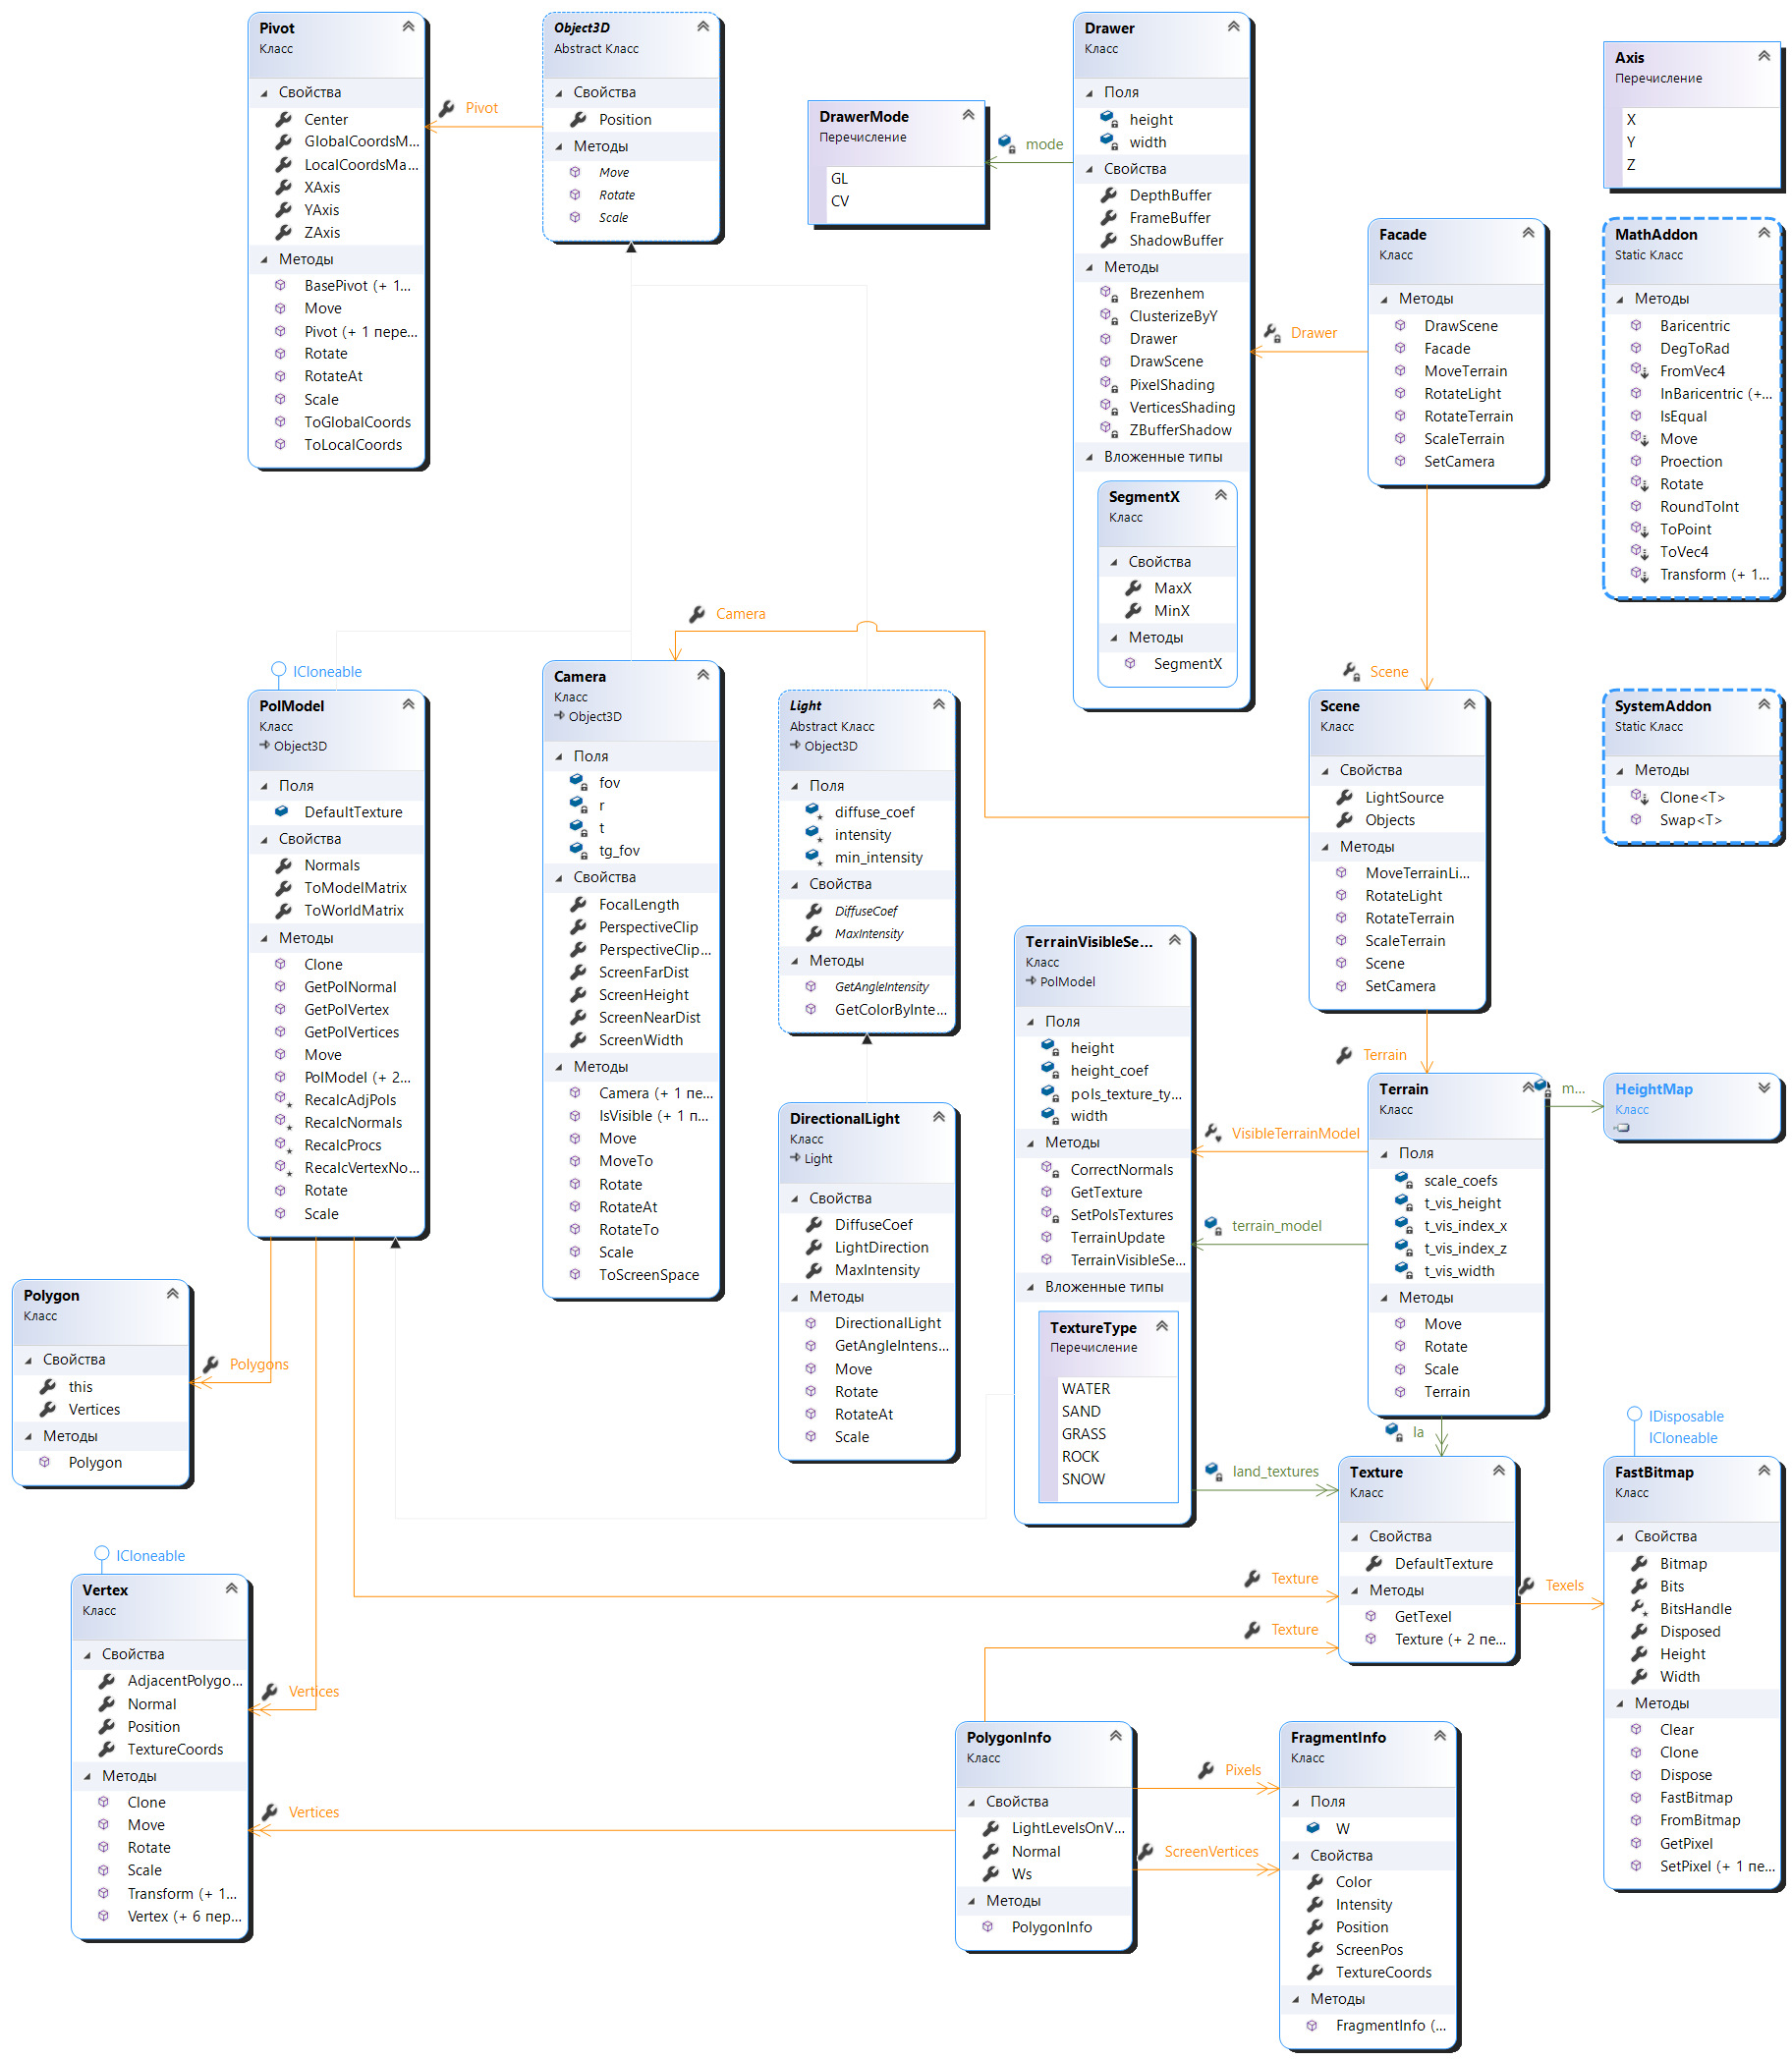 Pivot
Класс
Свойства
Center
GlobalCoordsM...
LocalCoordsMa...
XAxis
YAxis
ZAxis
Методы
BasePivot (+ 1...
Move
Pivot (+ 1 пере...
Rotate
RotateAt
Scale
ToGlobalCoords
ToLocalCoords
Pivot
Object3D
Abstract Класс
Свойства
Position
Методы
Move
Rotate
Scale
DrawerMode
Перечисление
GL
CV
mode
Drawer
Класс
Поля
height
width
Свойства
DepthBuffer
FrameBuffer
ShadowBuffer
Методы
Brezenhem
ClusterizeByY
Drawer
DrawScene
PixelShading
VerticesShading
ZBufferShadow
Вложенные типы
SegmentX
Класс
Свойства
MaxX
MinX
Методы
SegmentX
Drawer
Facade
Класс
Методы
DrawScene
Facade
MoveTerrain
RotateLight
RotateTerrain
ScaleTerrain
SetCamera
Axis
Перечисление
X
Y
Z
MathAddon
Static Класс
Методы
Baricentric
DegToRad
FromVec4
InBaricentric (+...
IsEqual
Move
Proection
Rotate
RoundToInt
ToPoint
ToVec4
Transform (+ 1...
Camera
Scene
ICloneable
PolModel
Класс
Object3D
Поля
DefaultTexture
Свойства
Normals
ToModelMatrix
ToWorldMatrix
Методы
Clone
GetPolNormal
GetPolVertex
GetPolVertices
Move
PolModel (+ 2...
RecalcAdjPols
RecalcNormals
RecalcProcs
RecalcVertexNo...
Rotate
Scale
Camera
Класс
Object3D
Поля
fov
r
t
tg_fov
Свойства
FocalLength
PerspectiveClip
PerspectiveClip...
ScreenFarDist
ScreenHeight
ScreenNearDist
ScreenWidth
Методы
Camera (+ 1 пе...
IsVisible (+ 1 п...
Move
MoveTo
Rotate
RotateAt
RotateTo
Scale
ToScreenSpace
Light
Abstract Класс
Object3D
Поля
diffuse_coef
intensity
min_intensity
Свойства
DiffuseCoef
MaxIntensity
Методы
GetAngleIntensity
GetColorByInte...
DirectionalLight
Класс
Light
Свойства
DiffuseCoef
LightDirection
MaxIntensity
Методы
DirectionalLight
GetAngleIntens...
Move
Rotate
RotateAt
Scale
Scene
Класс
Свойства
LightSource
Objects
Методы
MoveTerrainLi...
RotateLight
RotateTerrain
ScaleTerrain
Scene
SetCamera
SystemAddon
Static Класс
Методы
Clone<T>
Swap<T>
TerrainVisibleSe...
Класс
PolModel
Поля
height
height_coef
pols_texture_ty...
width
Методы
CorrectNormals
GetTexture
SetPolsTextures
TerrainUpdate
TerrainVisibleSe...
Вложенные типы
TextureType
Перечисление
WATER
SAND
GRASS
ROCK
SNOW
Terrain
VisibleTerrainModel
terrain_model
Terrain
Класс
Поля
scale_coefs
t_vis_height
t_vis_index_x
t_vis_index_z
t_vis_width
Методы
Move
Rotate
Scale
Terrain
m...
HeightMap
Класс
Polygon
Класс
Свойства
this
Vertices
Методы
Polygon
Polygons
la
land_textures
Texture
Класс
Свойства
DefaultTexture
Методы
GetTexel
Texture (+ 2 пе...
Texels
IDisposable
ICloneable
FastBitmap
Класс
Свойства
Bitmap
Bits
BitsHandle
Disposed
Height
Width
Методы
Clear
Clone
Dispose
FastBitmap
FromBitmap
GetPixel
SetPixel (+ 1 пе...
ICloneable
Vertex
Класс
Свойства
AdjacentPolygo...
Normal
Position
TextureCoords
Методы
Clone
Move
Rotate
Scale
Transform (+ 1...
Vertex (+ 6 пер...
Texture
Texture
Vertices
Vertices
PolygonInfo
Класс
Свойства
LightLevelsOnV...
Normal
Ws
Методы
PolygonInfo
Pixels
ScreenVertices
FragmentInfo
Класс
Поля
W
Свойства
Color
Intensity
Position
ScreenPos
TextureCoords
Методы
FragmentInfo (...